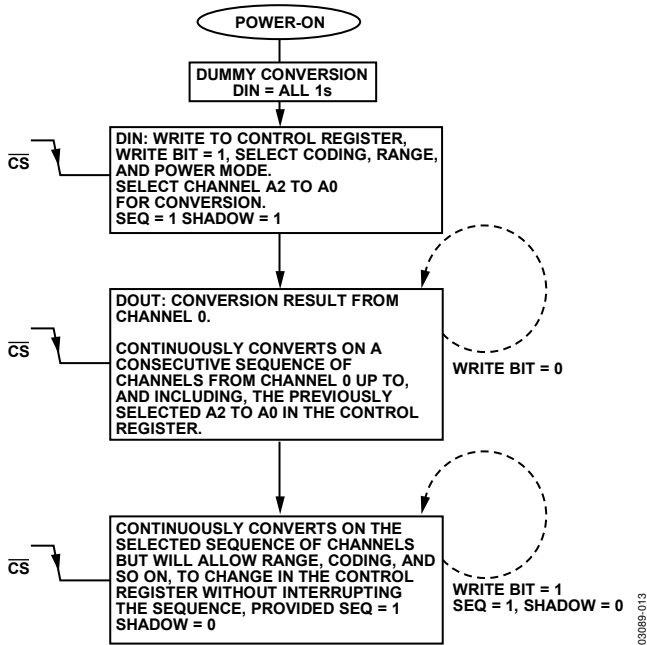 POWER-ON
DUMMY CONVERSION
DIN = ALL 1s
CS
DIN: WRITE TO CONTROL REGISTER,
WRITE BIT = 1, SELECT CODING, RANGE,
AND POWER MODE.
SELECT CHANNEL A2 TO A0
FOR CONVERSION.
SEQ = 1 SHADOW = 1
CS
DOUT: CONVERSION RESULT FROM
CHANNEL 0.
CONTINUOUSLY CONVERTS ON A
CONSECUTIVE SEQUENCE OF
CHANNELS FROM CHANNEL 0 UP TO,
AND INCLUDING, THE PREVIOUSLY
SELECTED A2 TO A0 IN THE CONTROL
REGISTER.
WRITE BIT = 0
CS
CONTINUOUSLY CONVERTS ON THE
SELECTED SEQUENCE OF CHANNELS
BUT WILL ALLOW RANGE, CODING, AND
SO ON, TO CHANGE IN THE CONTROL
REGISTER WITHOUT INTERRUPTING
THE SEQUENCE, PROVIDED SEQ = 1
SHADOW = 0
WRITE BIT = 1
SEQ = 1, SHADOW = 0
03089-013